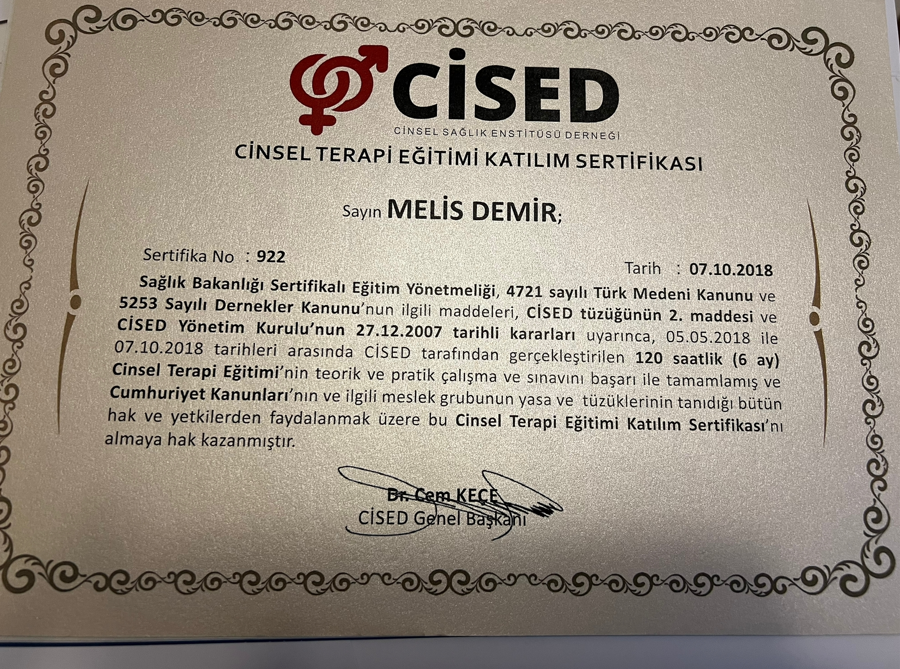 CİSED
CİNSEL SAĞLIK ENSTİTÜSÜ DERNEĞİ
CİNSEL TERAPİ EĞİTİMİ KATILIM SERTİFİKASI
Sayın MELİS DEMİR;
Sertifika No : 922
Tarih : 07.10.2018
Sağlık Bakanlığı Sertifikalı Eğitim Yönetmeliği, 4721 sayılı Türk Medeni Kanunu ve
5253 Sayılı Dernekler Kanunu'nun ilgili maddeleri, CİSED tüzüğünün 2. maddesi ve
CİSED Yönetim Kurulu'nun 27.12.2007 tarihli kararları uyarınca, 05.05.2018 ile
07.10.2018 tarihleri arasında CİSED tarafından gerçekleştirilen 120 saatlik (6 ay)
Cinsel Terapi Eğitimi'nin teorik ve pratik çalışma ve sınavını başarı ile tamamlamış ve
Cumhuriyet Kanunları'nın ve ilgili meslek grubunun yasa ve tüzüklerinin tanıdığı bütün
hak ve yetkilerden faydalanmak üzere bu Cinsel Terapi Eğitimi Katılım Sertifikası'nı
almaya hak kazanmıştır.
Dr. Cem KEÇE
CİSED Genel Başkanı